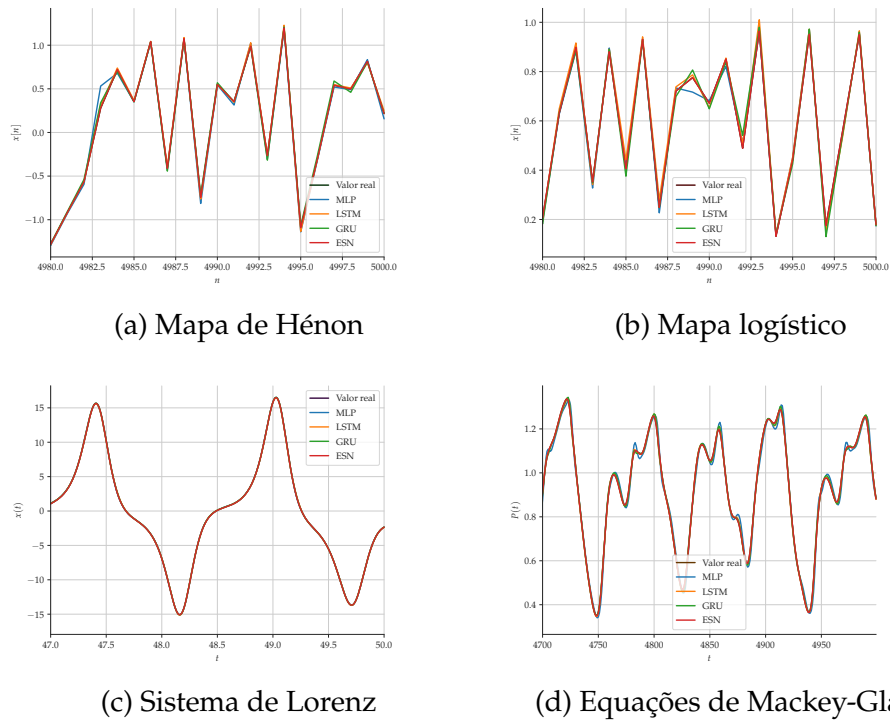 1.0
0.5
0.0
−0.5
−1.0
x[n]
4980.0 4982.5 4985.0 4987.5 4990.0 4992.5 4995.0 4997.5 5000.0
n
Valor real
MLP
LSTM
GRU
ESN
(a) Mapa de Hénon
1.0
0.8
0.6
0.4
0.2
x[n]
4980.0 4982.5 4985.0 4987.5 4990.0 4992.5 4995.0 4997.5 5000.0
n
Valor real
MLP
LSTM
GRU
ESN
(b) Mapa logístico
15
10
5
0
−5
−10
−15
x(t)
47.0 47.5 48.0 48.5 49.0 49.5 50.0
t
Valor real
MLP
LSTM
GRU
ESN
(c) Sistema de Lorenz
1.2
1.0
0.8
0.6
0.4
P(t)
4700 4750 4800 4850 4900 4950
t
Valor real
MLP
LSTM
GRU
ESN
(d) Equações de Mackey-Gla